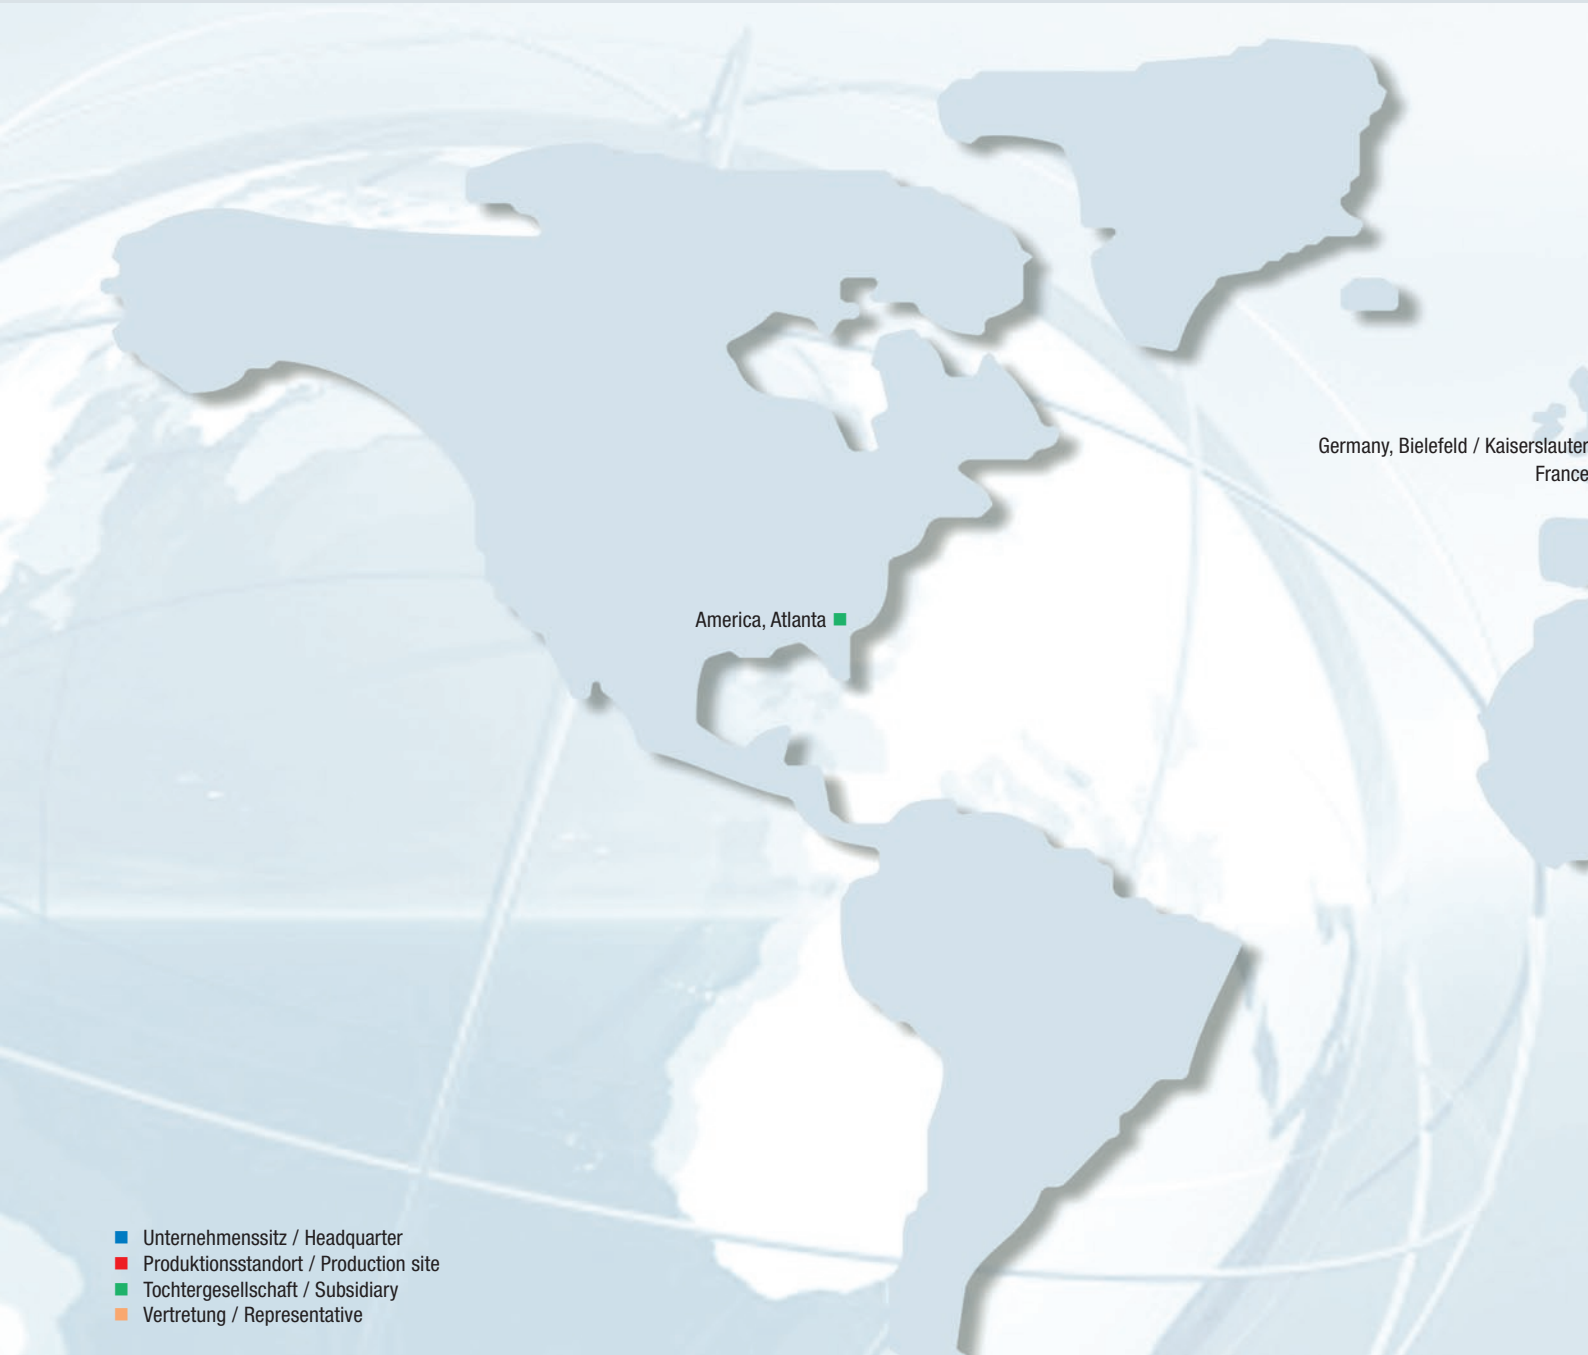 Germany, Bielefeld / Kaiserslauter
France
America, Atlanta
Unternehmenssitz / Headquarter
Produktionsstandort / Production site
Tochtergesellschaft / Subsidiary
Vertretung / Representative